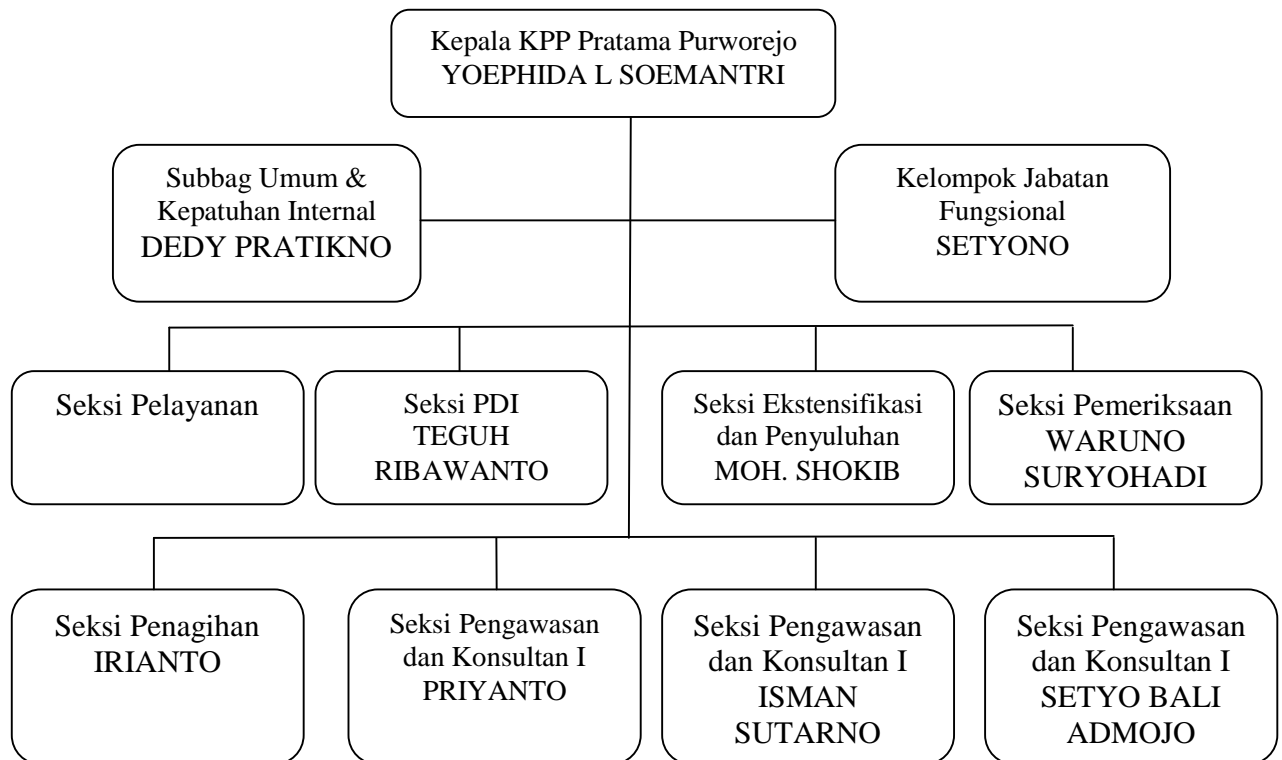 Kepala KPP Pratama Purworejo
YOEPHIDA L SOEMANTRI
Subbag Umum &
Kepatuhan Internal
DEDY PRATIKNO
Kelompok Jabatan
Fungsional
SETYONO
Seksi Pelayanan
Seksi PDI
TEGUH
RIBAWANTO
Seksi Ekstensifikasi
dan Penyuluhan
MOH. SHOKIB
Seksi Pemeriksaan
WARUNO
SURYOHADI
Seksi Penagihan
IRIANTO
Seksi Pengawasan
dan Konsultan I
PRIYANTO
Seksi Pengawasan
dan Konsultan I
ISMAN
SUTARNO
Seksi Pengawasan
dan Konsultan I
SETYO BALI
ADMOJO